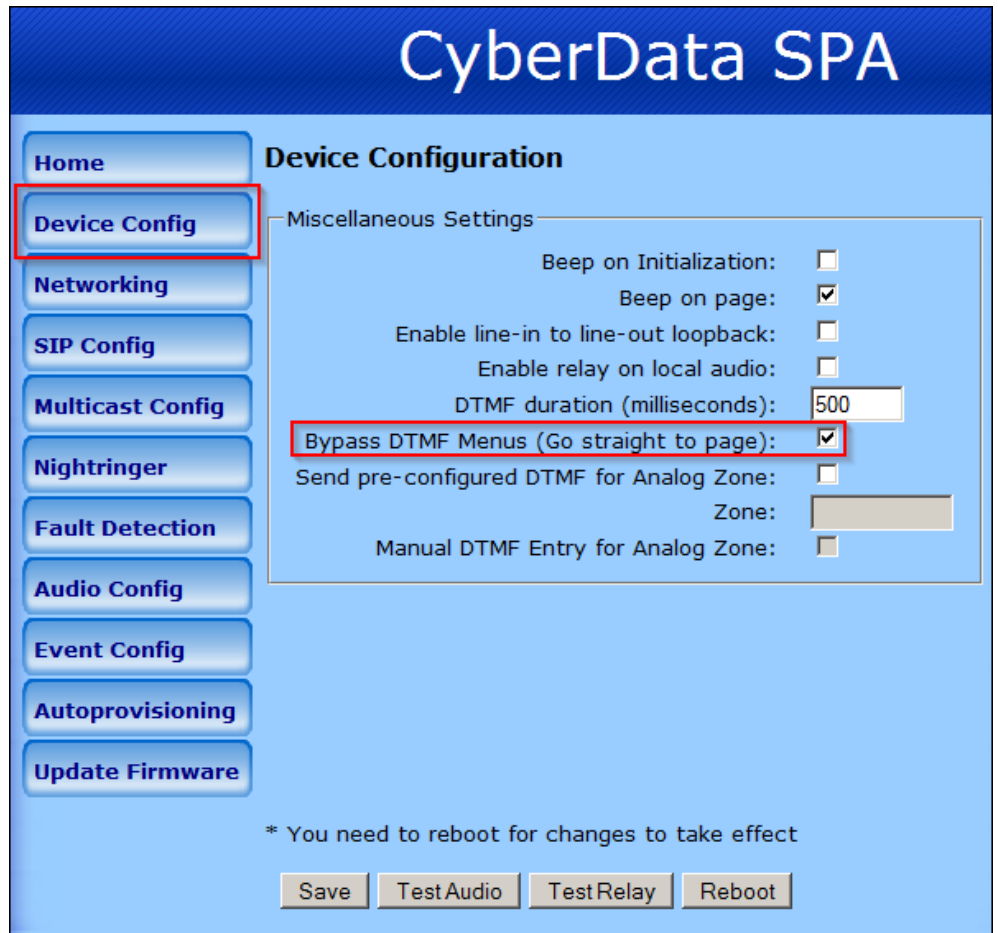 CyberData SPA
Home
Device Config
Networking
SIP Config
Multicast Config
Nightringer
Fault Detection
Audio Config
Event Config
Autoprovisioning
Update Firmware
Device Configuration
Miscellaneous Settings
Beep on Initialization:
Beep on page:
Enable line-in to line-out loopback:
Enable relay on local audio:
DTMF duration (milliseconds): 500
Bypass DTMF Menus (Go straight to page):
Send pre-configured DTMF for Analog Zone:
Zone:
Manual DTMF Entry for Analog Zone:
* You need to reboot for changes to take effect
Save Test Audio Test Relay Reboot